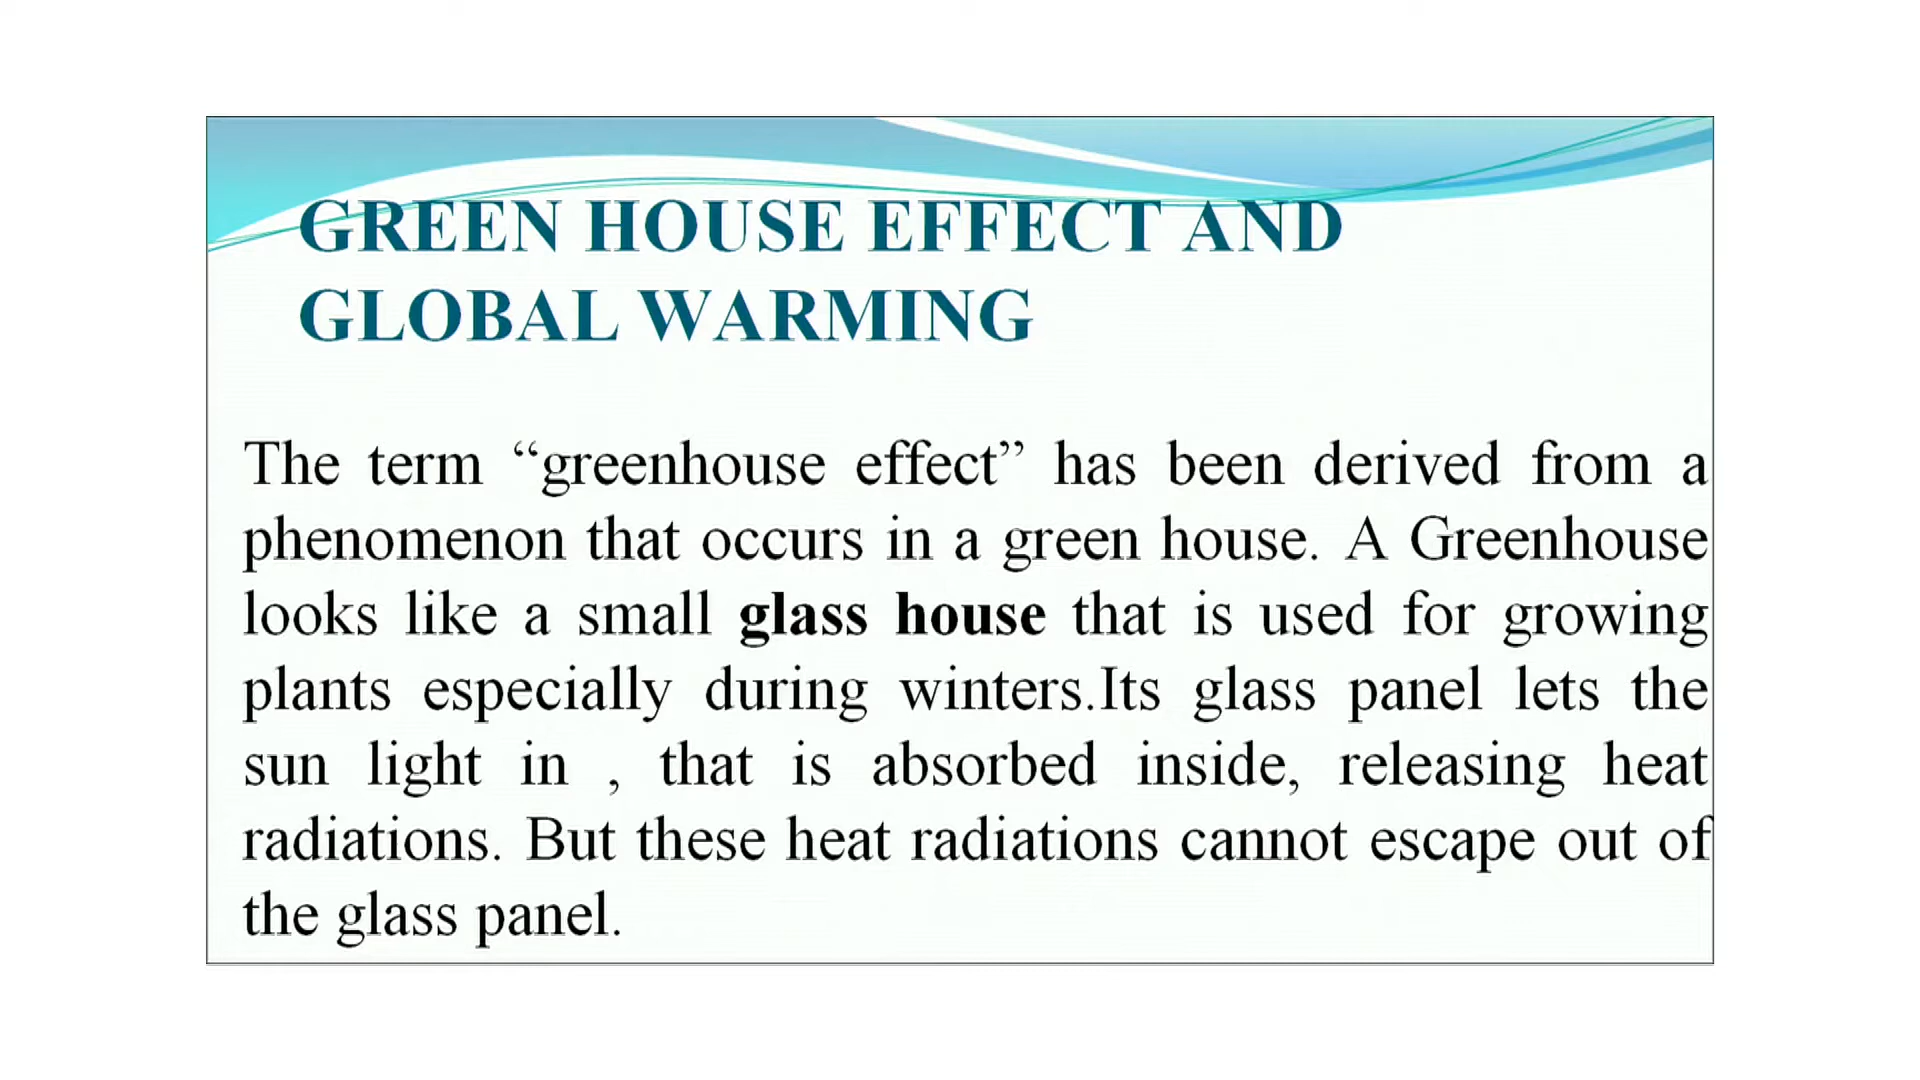 GREEN HOUSE EFFECT AND
GLOBAL WARMING
The term “greenhouse effect” has been derived from a
phenomenon that occurs in a green house. A Greenhouse
looks like a small glass house that is used for growing
plants especially during winters.Its glass panel lets the
sun light in , that is absorbed inside, releasing heat
radiations. But these heat radiations cannot escape out of
the glass panel.